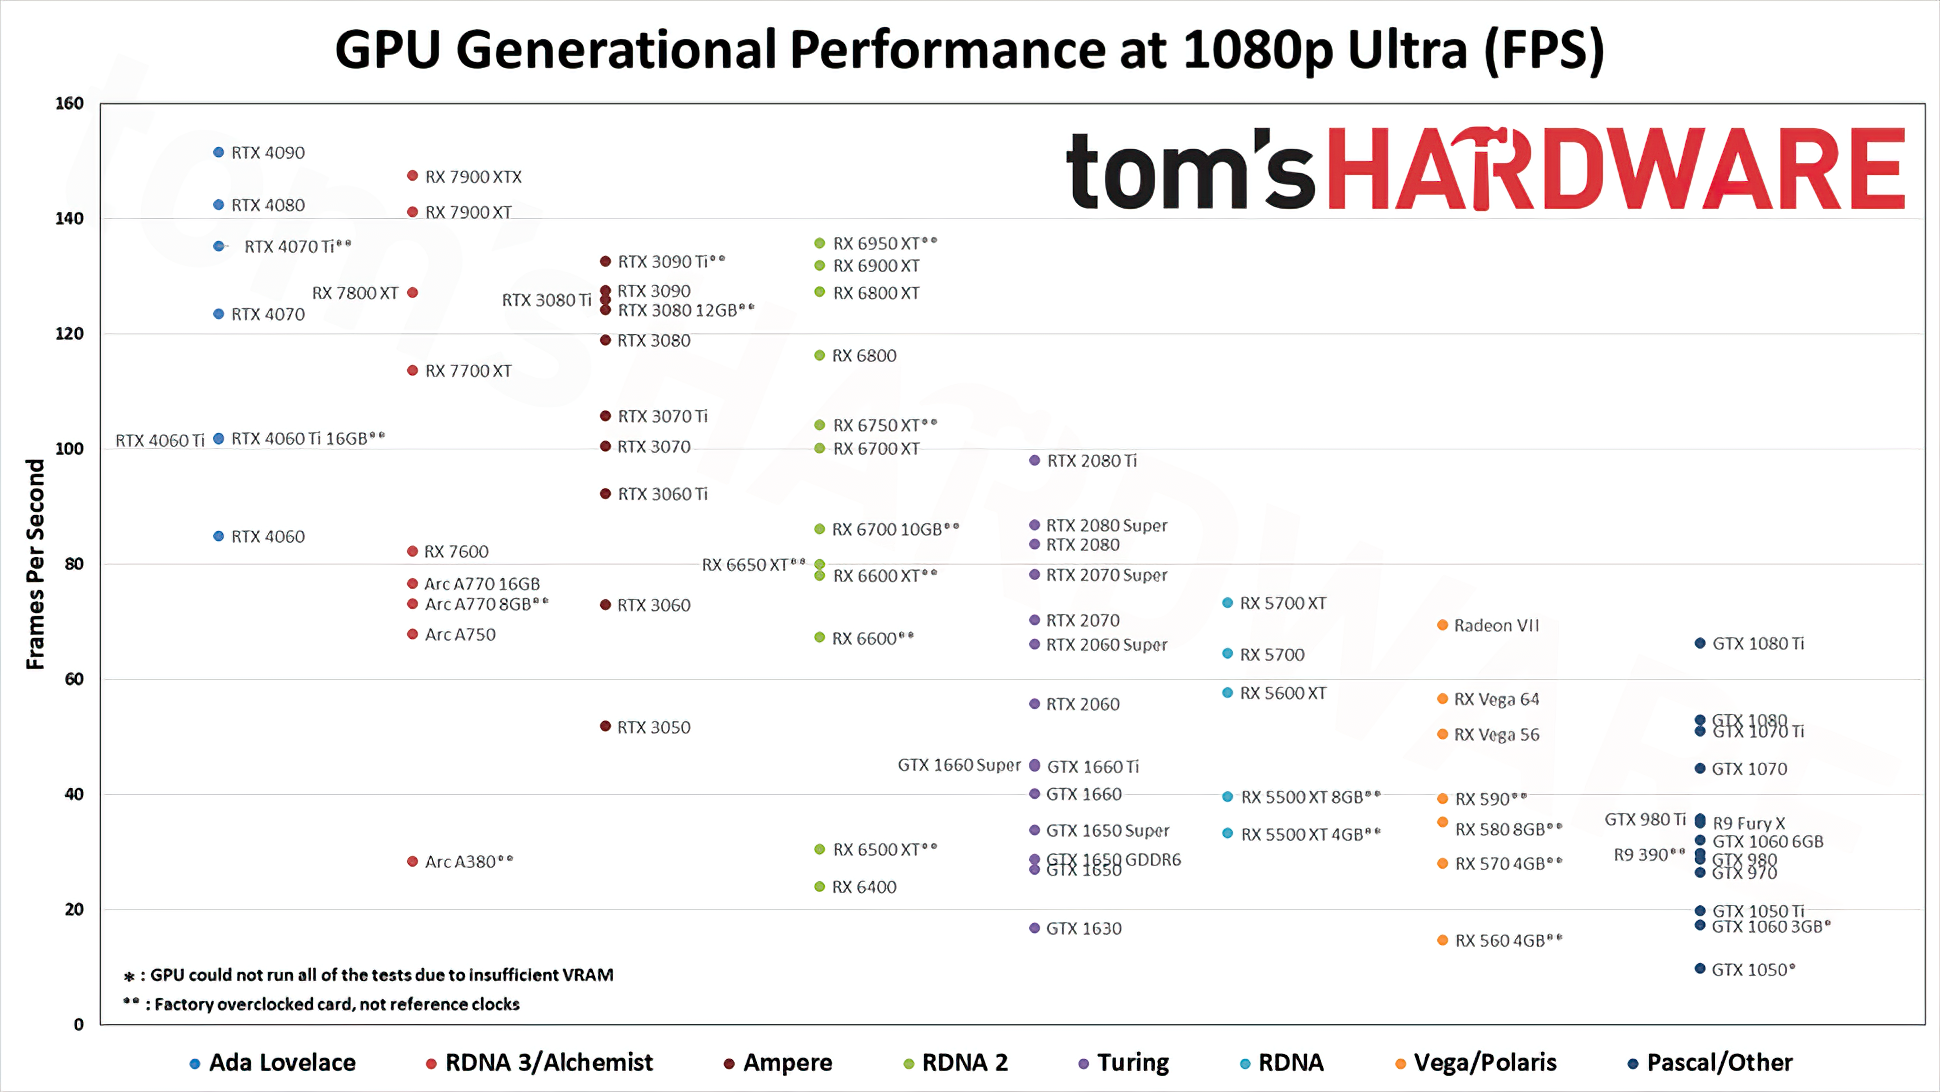 GPU Generational Performance at 1080p Ultra (FPS)
tom'sHARDWARE
Frames Per Second
160
140
120
100
80
60
40
20
0
RTX 4090
RTX 4080
RTX 4070 Ti**
RTX 4070
RTX 4060 Ti
RTX 4060 Ti 16GB**
RTX 4060
RX 7900 XTX
RX 7900 XT
RX 7800 XT
RX 7700 XT
RX 7600
Arc A770 16GB
Arc A770 8GB**
Arc A750
Arc A380**
RTX 3090 Ti**
RTX 3090
RTX 3080 Ti
RTX 3080 12GB**
RTX 3080
RTX 3070 Ti
RTX 3070
RTX 3060 Ti
RTX 3060
RTX 3050
RX 6950 XT**
RX 6900 XT
RX 6800 XT
RX 6800
RX 6750 XT**
RX 6700 XT
RX 6700 10GB**
RX 6650 XT**
RX 6600 XT**
RX 6600**
RX 6500 XT**
RX 6400
RTX 2080 Ti
RTX 2080 Super
RTX 2080
RTX 2070 Super
RTX 2070
RTX 2060 Super
RTX 2060
GTX 1660 Super
GTX 1660 Ti
GTX 1660
GTX 1650 Super
GTX 1650 GDDR6
GTX 1650
GTX 1630
RX 5700 XT
RX 5700
RX 5600 XT
RX 5500 XT 8GB**
RX 5500 XT 4GB**
Radeon VII
RX Vega 64
RX Vega 56
RX 590**
RX 580 8GB**
RX 570 4GB**
RX 560 4GB**
GTX 1080 Ti
GTX 1080
GTX 1070 Ti
GTX 1070
GTX 980 Ti
R9 Fury X
GTX 1060 6GB
R9 390**
GTX 980
GTX 970
GTX 1050 Ti
GTX 1060 3GB*
GTX 1050*
* : GPU could not run all of the tests due to insufficient VRAM
** : Factory overclocked card, not reference clocks
Ada Lovelace
RDNA 3/Alchemist
Ampere
RDNA 2
Turing
RDNA
Vega/Polaris
Pascal/Other